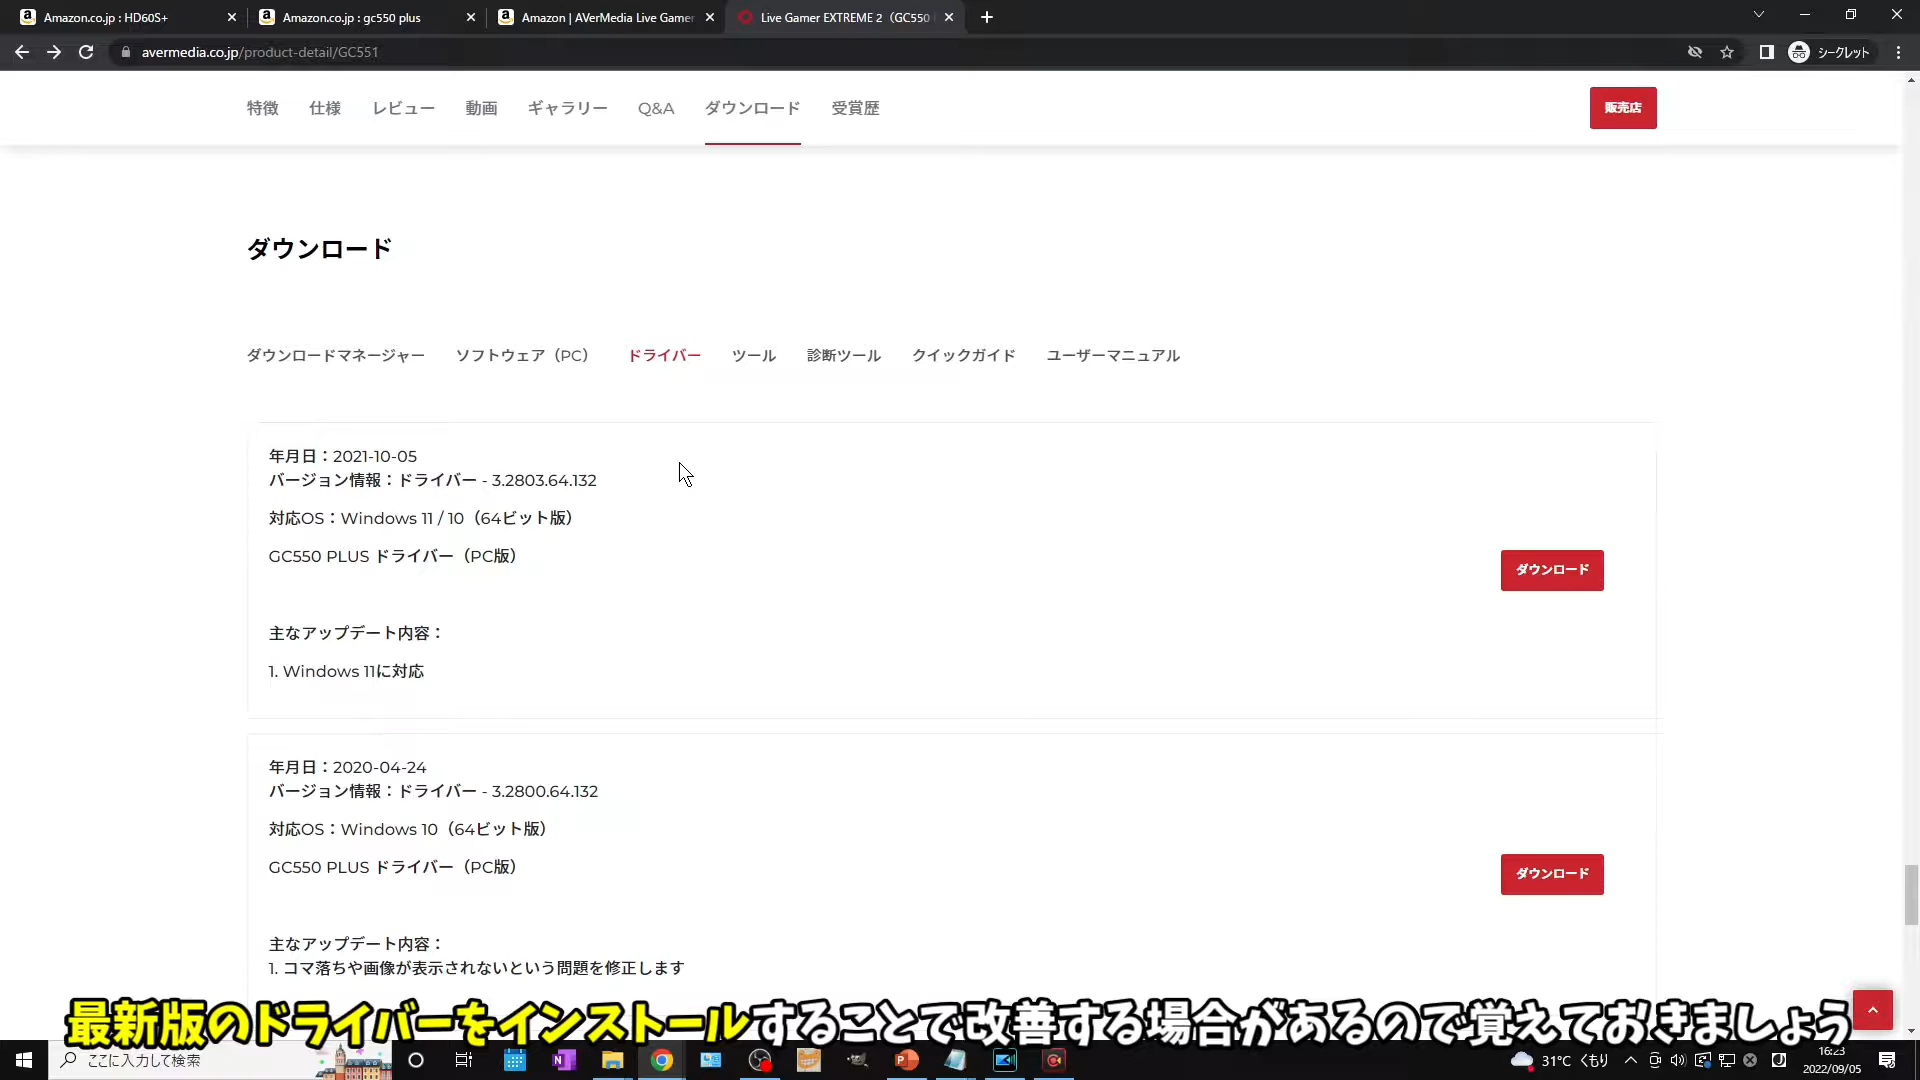 Amazon.co.jp : HD60S+
Amazon.co.jp : gc550 plus
Amazon | AVerMedia Live Gamer
Live Gamer EXTREME 2（GC550
avermedia.co.jp/product-detail/GC551
シークレット
特徴
仕様
レビュー
動画
ギャラリー
Q&A
ダウンロード
受賞歴
販売店
ダウンロード
ダウンロードマネージャー
ソフトウェア（PC）
ドライバー
ツール
診断ツール
クイックガイド
ユーザーマニュアル
年月日：2021-10-05
バージョン情報：ドライバー - 3.2803.64.132
対応OS：Windows 11 / 10（64ビット版）
GC550 PLUS ドライバー（PC版）
ダウンロード
主なアップデート内容：
1. Windows 11に対応
年月日：2020-04-24
バージョン情報：ドライバー - 3.2800.64.132
対応OS：Windows 10（64ビット版）
GC550 PLUS ドライバー（PC版）
ダウンロード
主なアップデート内容：
1. コマ落ちや画像が表示されないという問題を修正します
最新版のドライバーをインストールすることで改善する場合があるので覚えておきましょう
ここに入力して検索
31°C くもり
16:23
2022/09/05